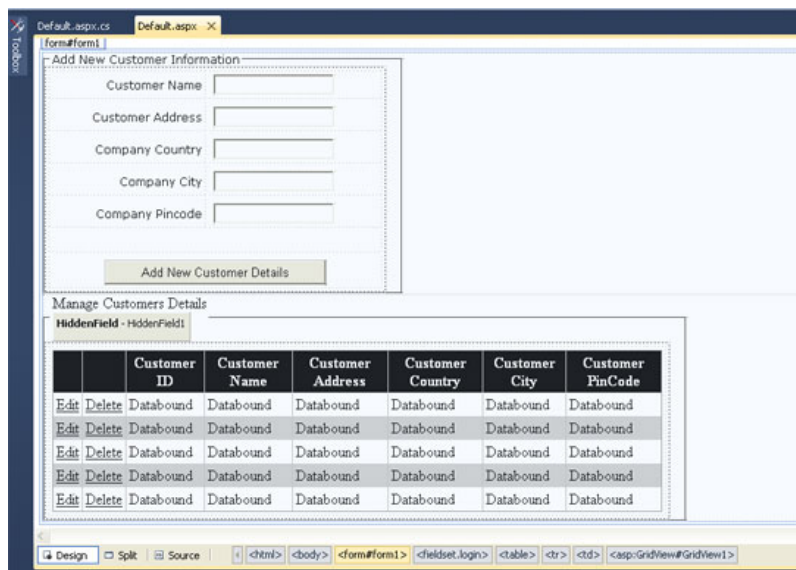 Default.aspx.cs Default.aspx
Toolbox
form#form1
Add New Customer Information
Customer Name
Customer Address
Company Country
Company City
Company Pincode
Add New Customer Details
Manage Customers Details
HiddenField - HiddenField1
Customer ID Customer Name Customer Address Customer Country Customer City Customer PinCode
Edit Delete Databound Databound Databound Databound Databound Databound
Edit Delete Databound Databound Databound Databound Databound Databound
Edit Delete Databound Databound Databound Databound Databound Databound
Edit Delete Databound Databound Databound Databound Databound Databound
Edit Delete Databound Databound Databound Databound Databound Databound
Design Split Source <html> <body> <form#form1> <fieldset.login> <table> <tr> <td> <asp:GridView#GridView1>